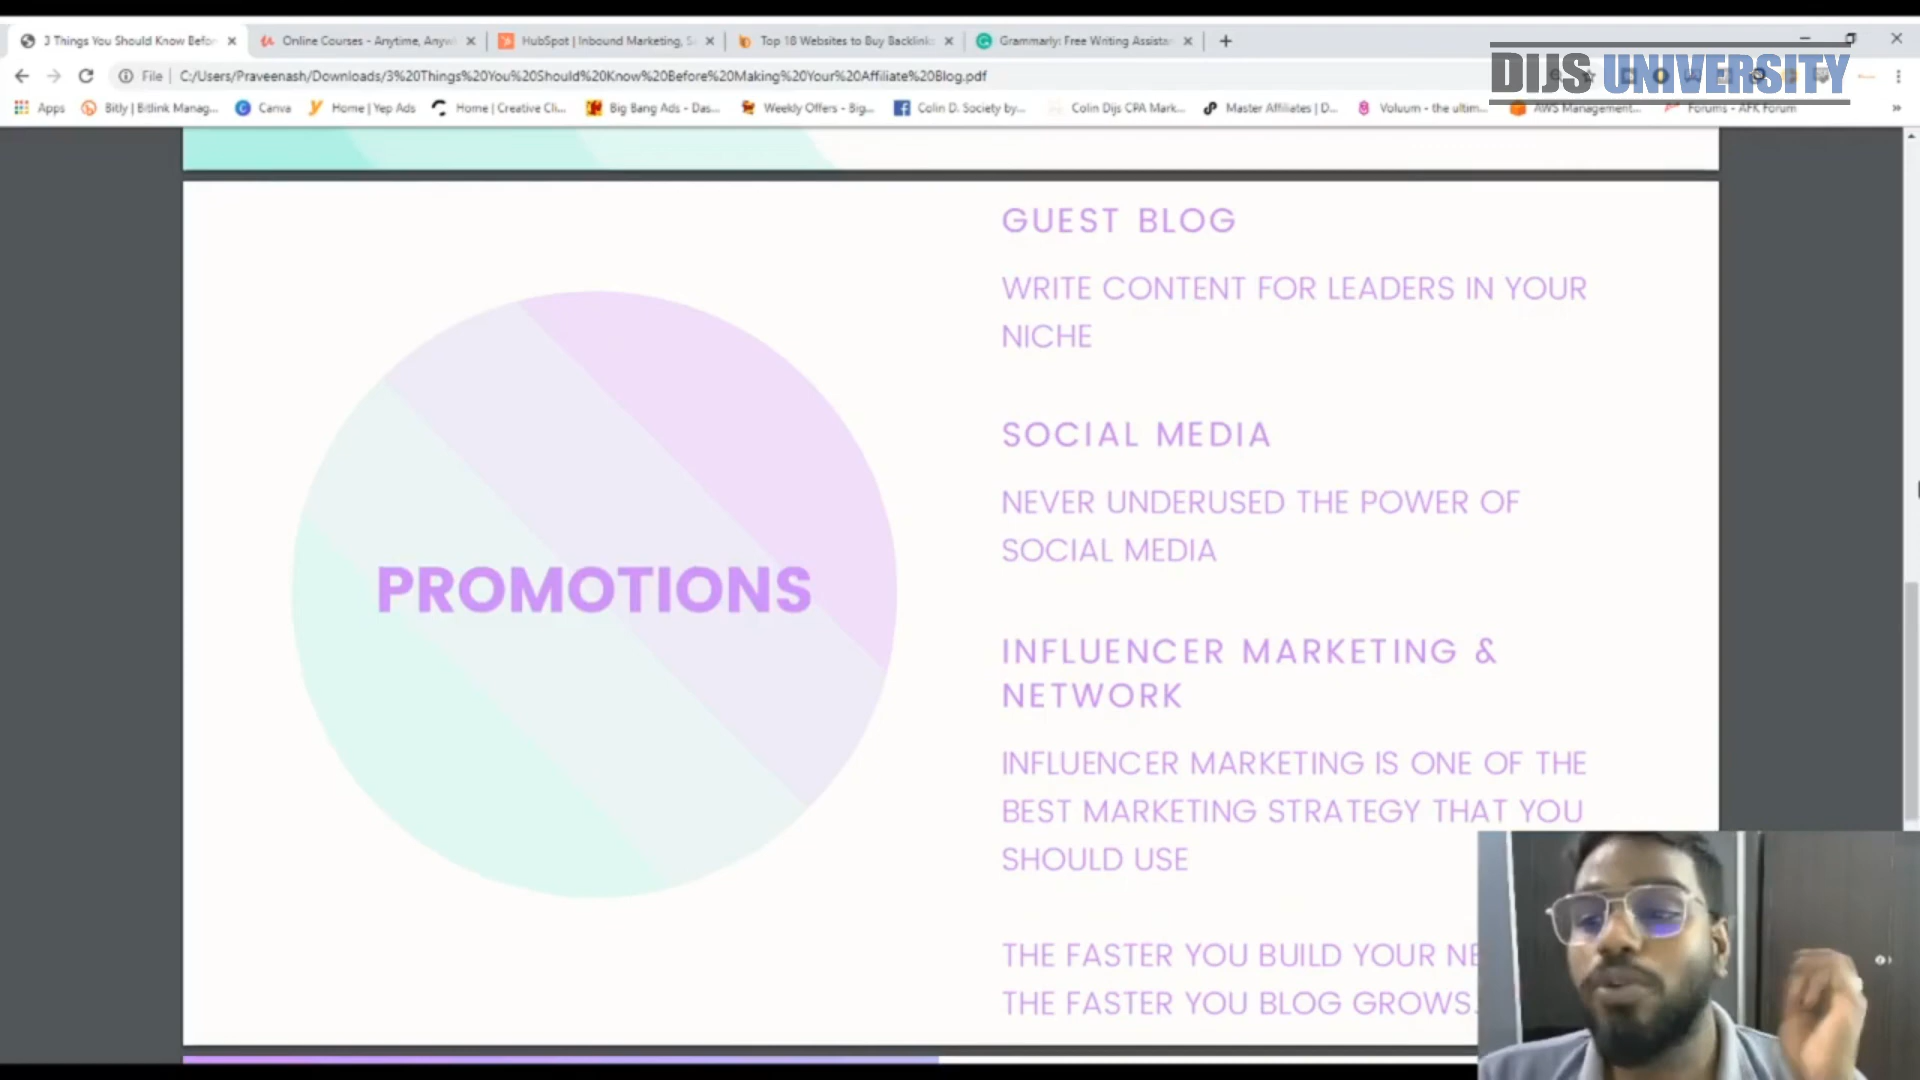 3 Things You Should Know Befor
Online Courses - Anytime, Anyw
HubSpot | Inbound Marketing, S
Top 18 Websites to Buy Backlink
Grammarly: Free Writing Assista
DIJS UNIVERSITY
File
C:/Users/Praveenash/Downloads/3%20Things%20You%20Should%20Know%20Before%20Making%20Your%20Affiliate%20Blog.pdf
Apps
Bitly | Bitlink Manag...
Canva
Home | Yep Ads
Home | Creative Cli...
Big Bang Ads - Das...
Weekly Offers - Big...
Colin D. Society by...
Colin Dijs CPA Mark...
Master Affiliates | D...
Voluum - the ultim...
AWS Management...
Forums - AFK Forum
GUEST BLOG
WRITE CONTENT FOR LEADERS IN YOUR
NICHE
SOCIAL MEDIA
NEVER UNDERUSED THE POWER OF
SOCIAL MEDIA
PROMOTIONS
INFLUENCER MARKETING &
NETWORK
INFLUENCER MARKETING IS ONE OF THE
BEST MARKETING STRATEGY THAT YOU
SHOULD USE
THE FASTER YOU BUILD YOUR NE
THE FASTER YOU BLOG GROWS.